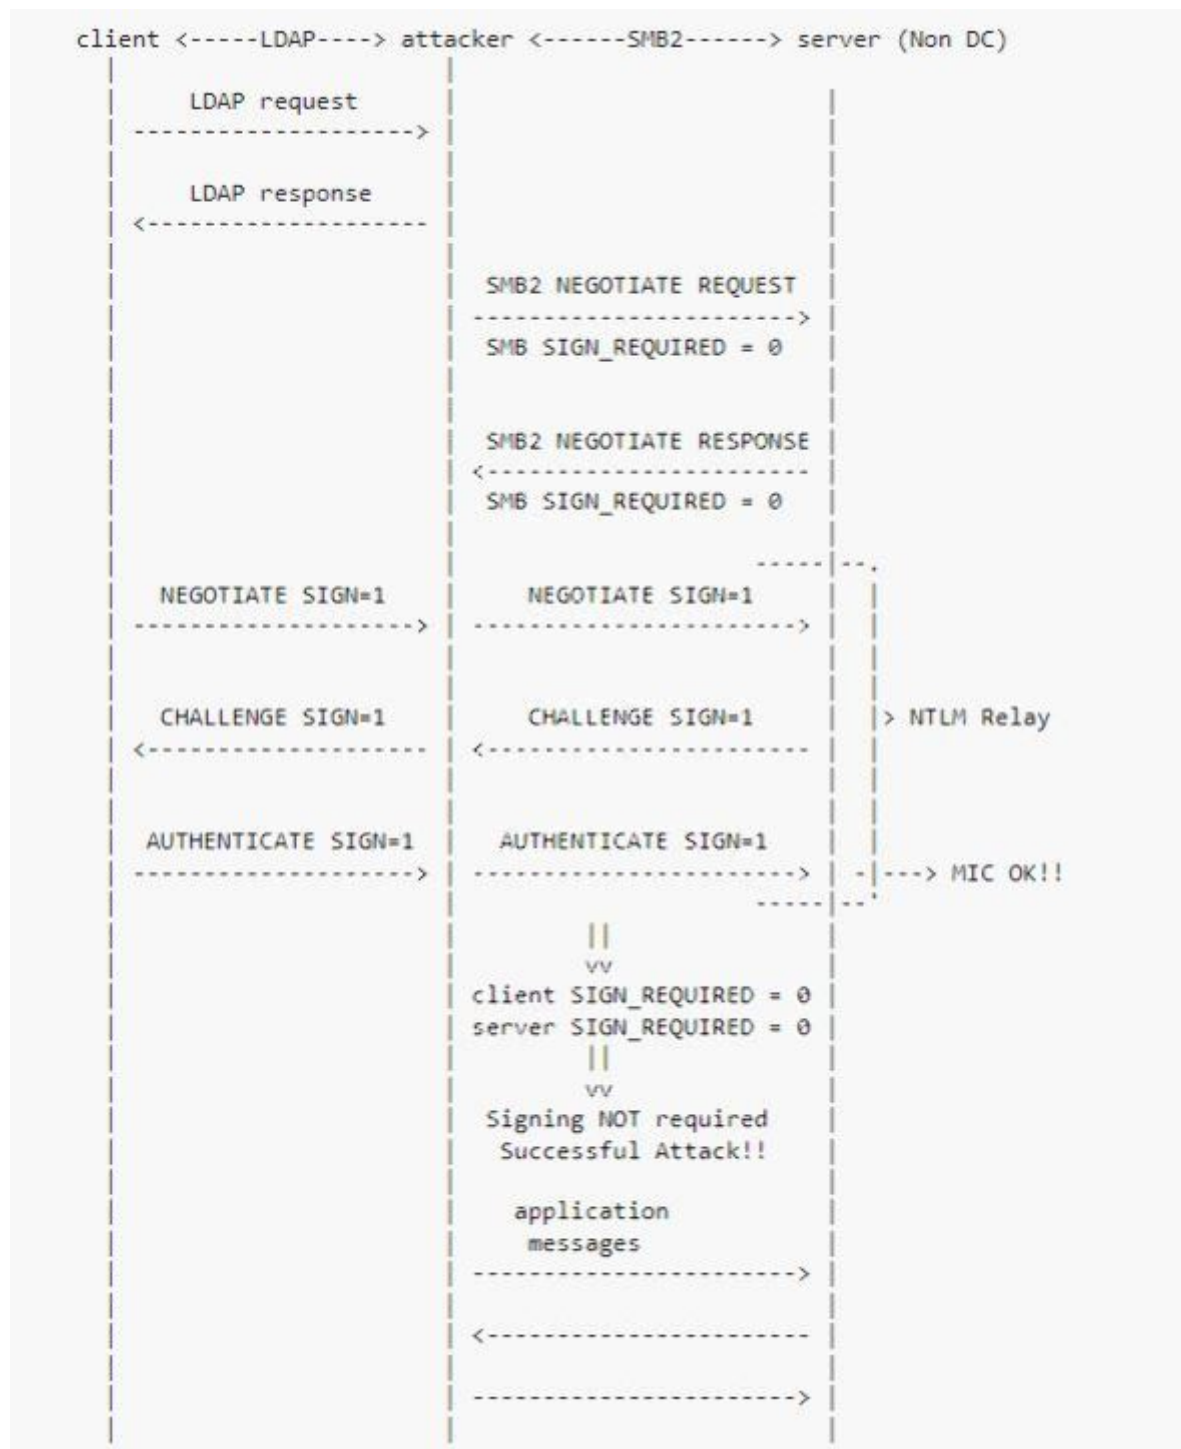 client <-----LDAP----> attacker <------SMB2------> server (Non DC)
LDAP request
-------------------->
LDAP response
<--------------------
SMB2 NEGOTIATE REQUEST
----------------------->
SMB SIGN_REQUIRED = 0
SMB2 NEGOTIATE RESPONSE
<-----------------------
SMB SIGN_REQUIRED = 0
NEGOTIATE SIGN=1 NEGOTIATE SIGN=1
--------------------> ----------------------->
CHALLENGE SIGN=1 CHALLENGE SIGN=1 > NTLM Relay
<-------------------- <-----------------------
AUTHENTICATE SIGN=1 AUTHENTICATE SIGN=1
--------------------> -----------------------> -|---> MIC OK!!
||
vv
client SIGN_REQUIRED = 0
server SIGN_REQUIRED = 0
||
vv
Signing NOT required
Successful Attack!!
application
messages
----------------------->
<-----------------------
----------------------->